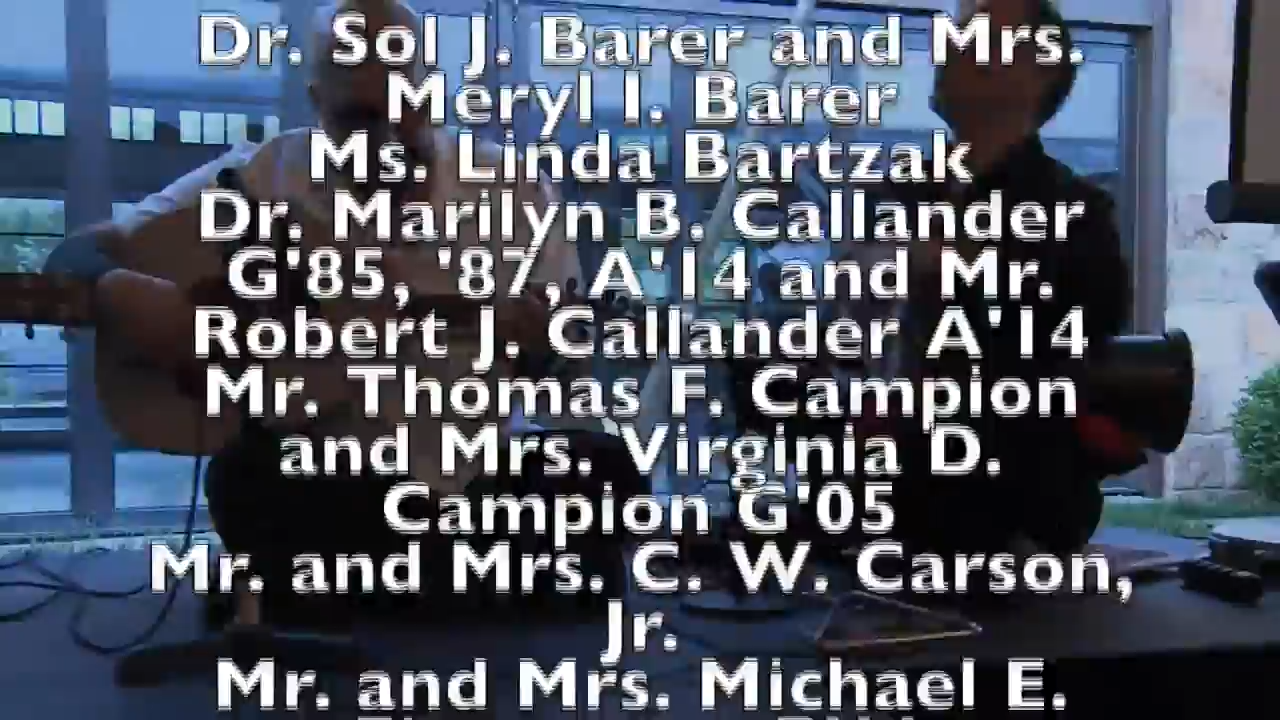 Dr. Sol J. Barer and Mrs.
Meryl I. Barer
Ms. Linda Bartzak
Dr. Marilyn B. Callander
G'85, '87, A'14 and Mr.
Robert J. Callander A'14
Mr. Thomas F. Campion
and Mrs. Virginia D.
Campion G'05
Mr. and Mrs. C. W. Carson,
Jr.
Mr. and Mrs. Michael E.